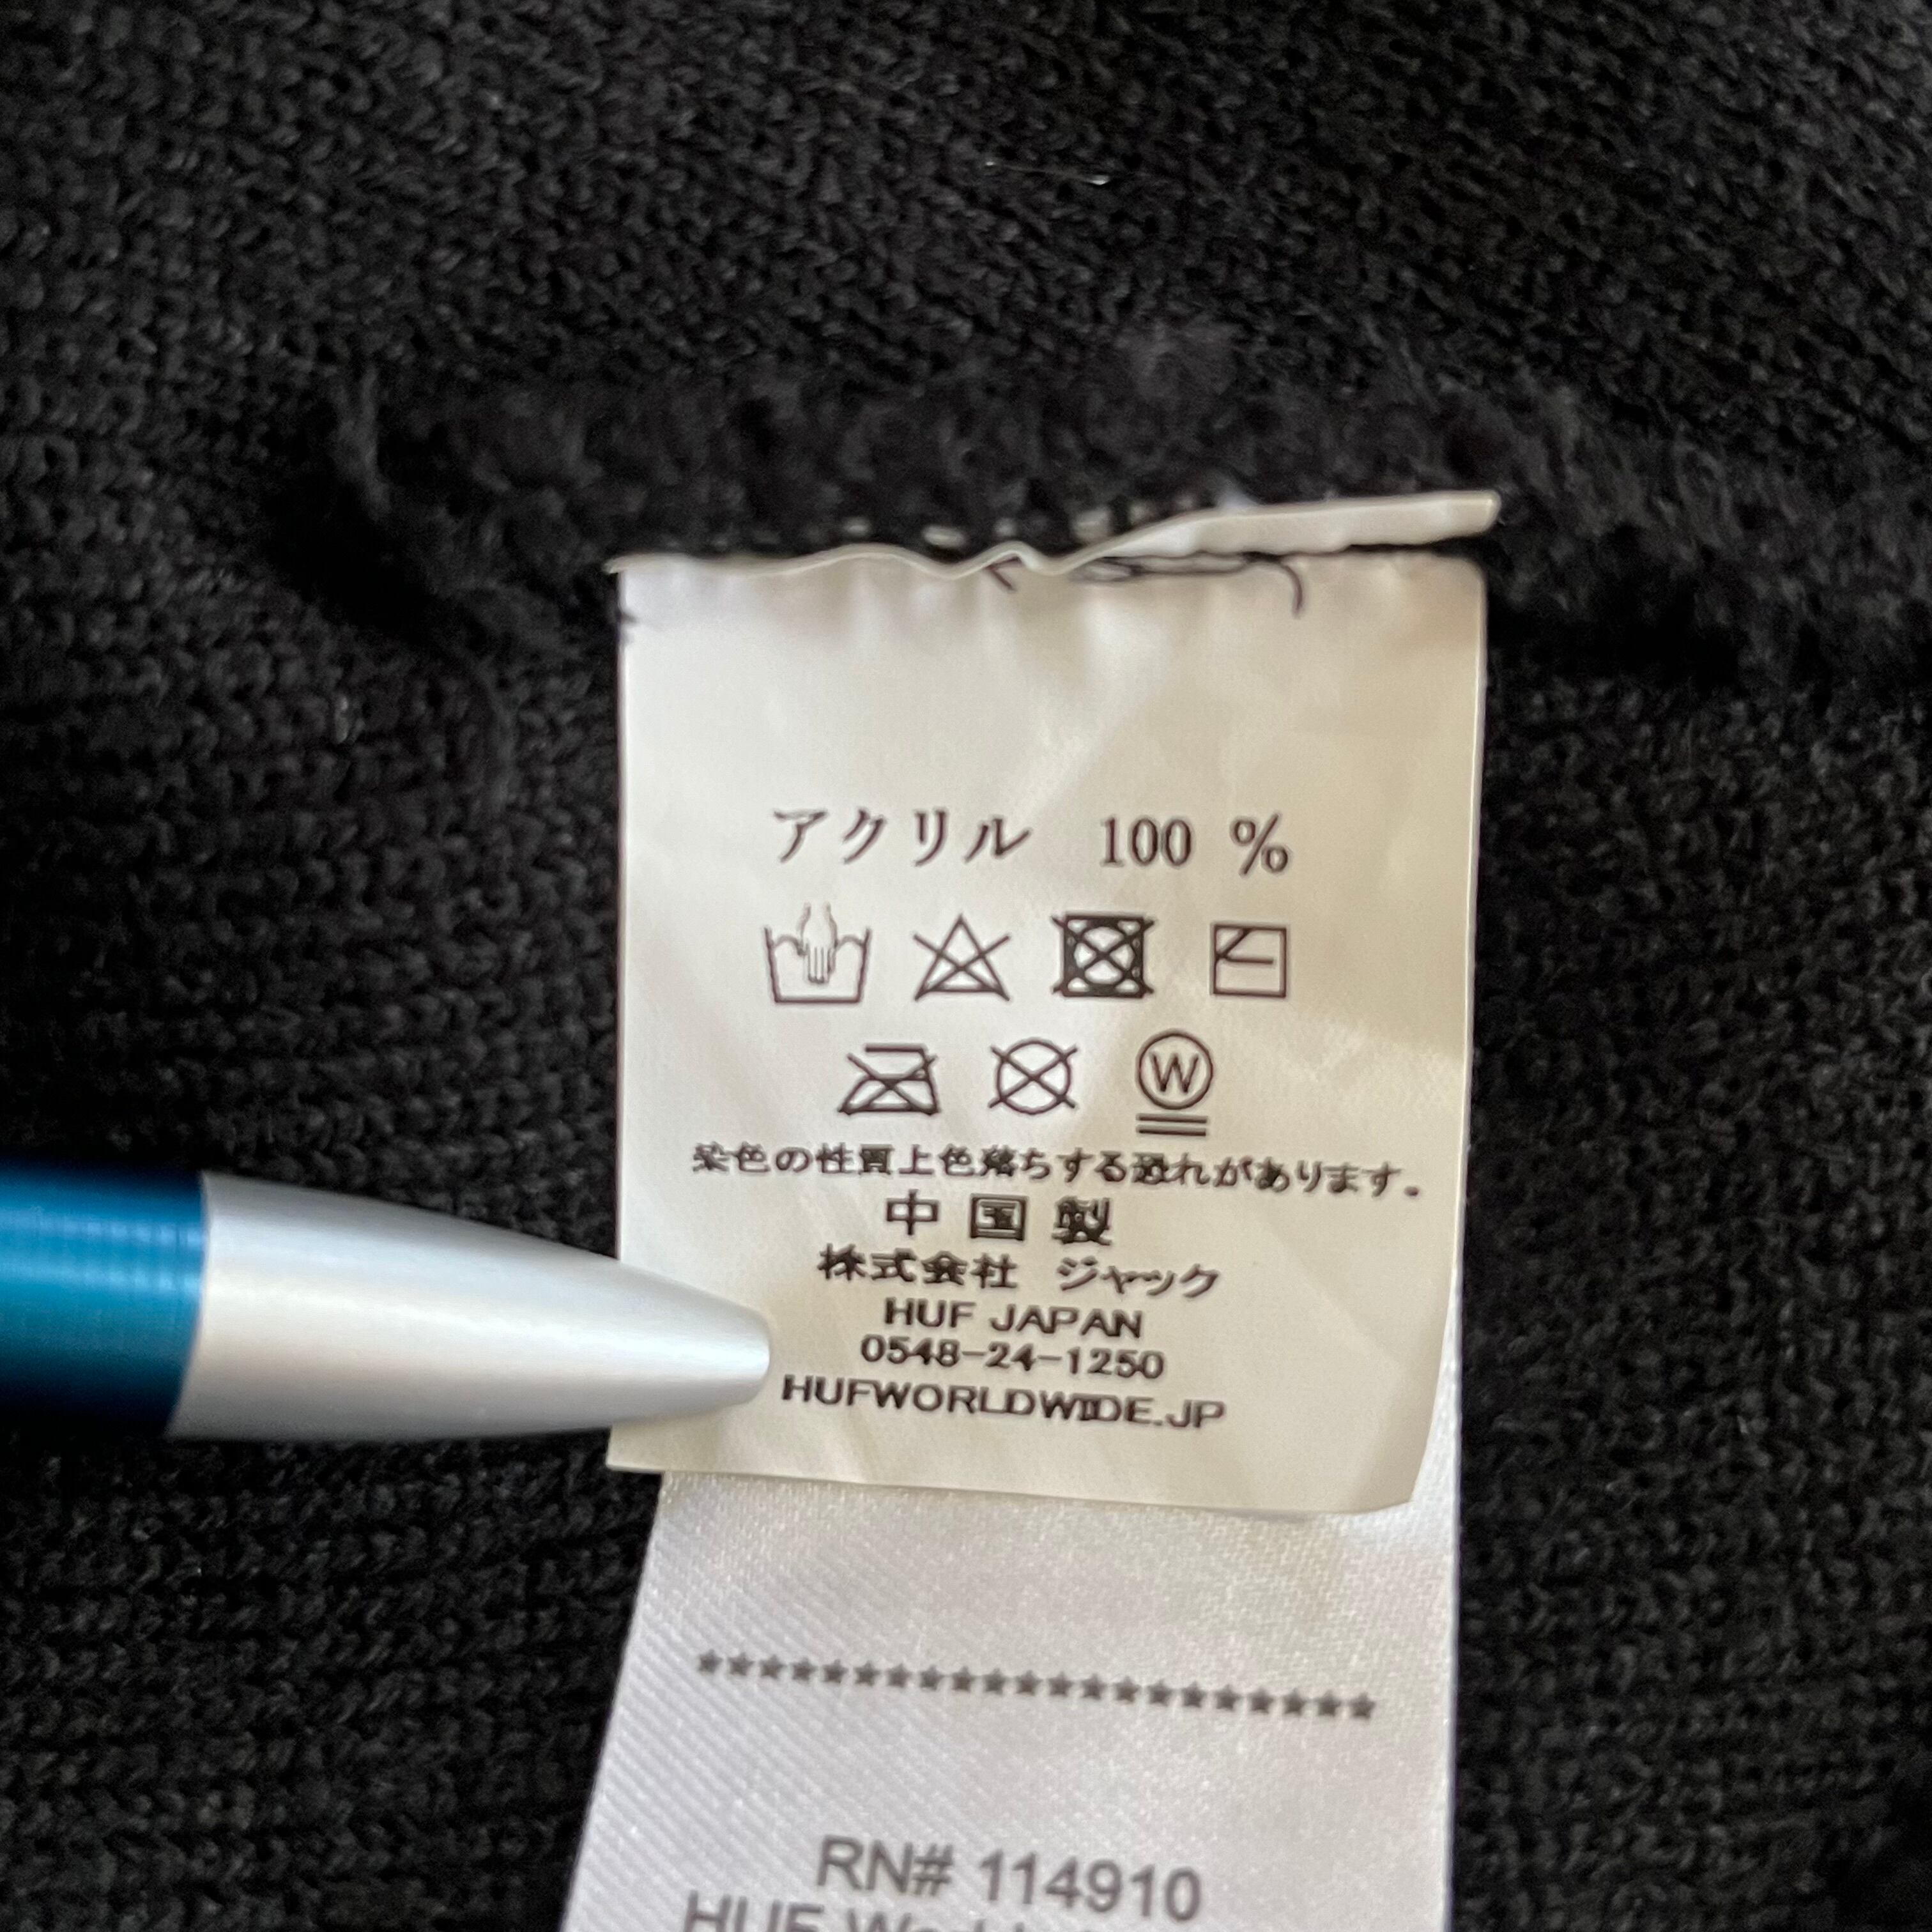 アクリル 100 %
W
染色の性質上色落ちする恐れがあります.
中国製
株式会社 ジャック
HUF JAPAN
0548-24-1250
HUFWORLDWIDE.JP
*********************
RN# 114910
HUF